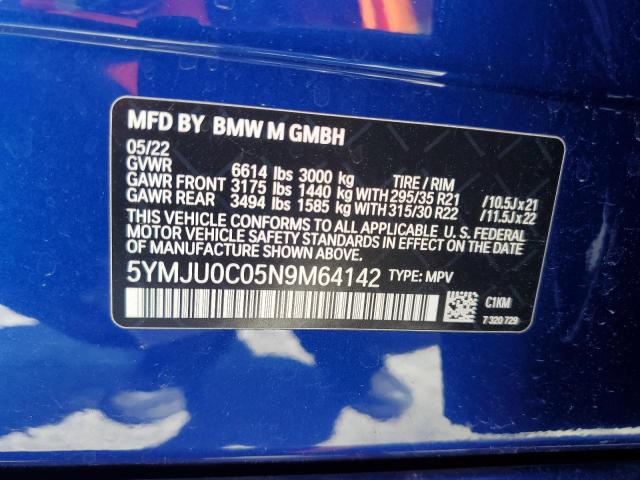 MFD BY BMW M GMBH
05/22
GVWR 6614 lbs 3000 kg TIRE / RIM
GAWR FRONT 3175 lbs 1440 kg WITH 295/35 R21 /10.5Jx21
GAWR REAR 3494 lbs 1585 kg WITH 315/30 R22 /11.5Jx22
THIS VEHICLE CONFORMS TO ALL APPLICABLE U. S. FEDERAL
MOTOR VEHICLE SAFETY STANDARDS IN EFFECT ON THE
DATE OF MANUFACTURE SHOWN ABOVE.
5YMJU0C05N9M64142 TYPE: MPV
C1KM
7 320 729